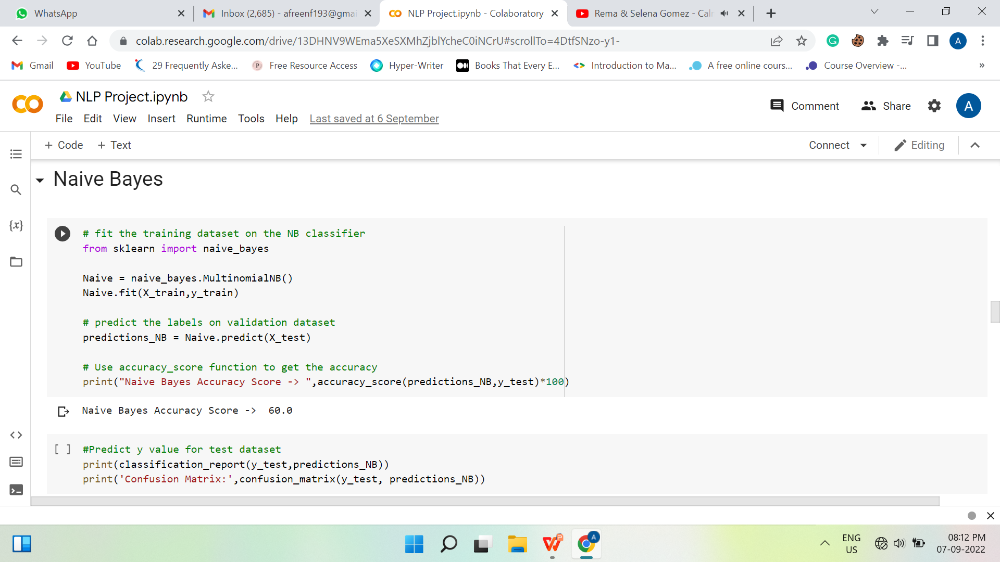 WhatsApp
Inbox (2,685) - afreenf193@gmai
NLP Project.ipynb - Colaboratory
Rema & Selena Gomez - Calr
colab.research.google.com/drive/13DHNV9WEma5XeSXMhZjblYcheC0iNCrU#scrollTo=4DtfSNzo-y1-
A
Gmail
YouTube
29 Frequently Aske...
Free Resource Access
Hyper-Writer
Books That Every E...
Introduction to Ma...
A free online cours...
Course Overview -...
»
NLP Project.ipynb
Comment
Share
A
File Edit View Insert Runtime Tools Help Last saved at 6 September
+ Code + Text
Connect
Editing
Naive Bayes
{x}
# fit the training dataset on the NB classifier
from sklearn import naive_bayes
Naive = naive_bayes.MultinomialNB()
Naive.fit(X_train,y_train)
# predict the labels on validation dataset
predictions_NB = Naive.predict(X_test)
# Use accuracy_score function to get the accuracy
print("Naive Bayes Accuracy Score -> ",accuracy_score(predictions_NB,y_test)*100)
Naive Bayes Accuracy Score ->  60.0
[ ] #Predict y value for test dataset
print(classification_report(y_test,predictions_NB))
print('Confusion Matrix:',confusion_matrix(y_test, predictions_NB))
A
ENG
US
08:12 PM
07-09-2022